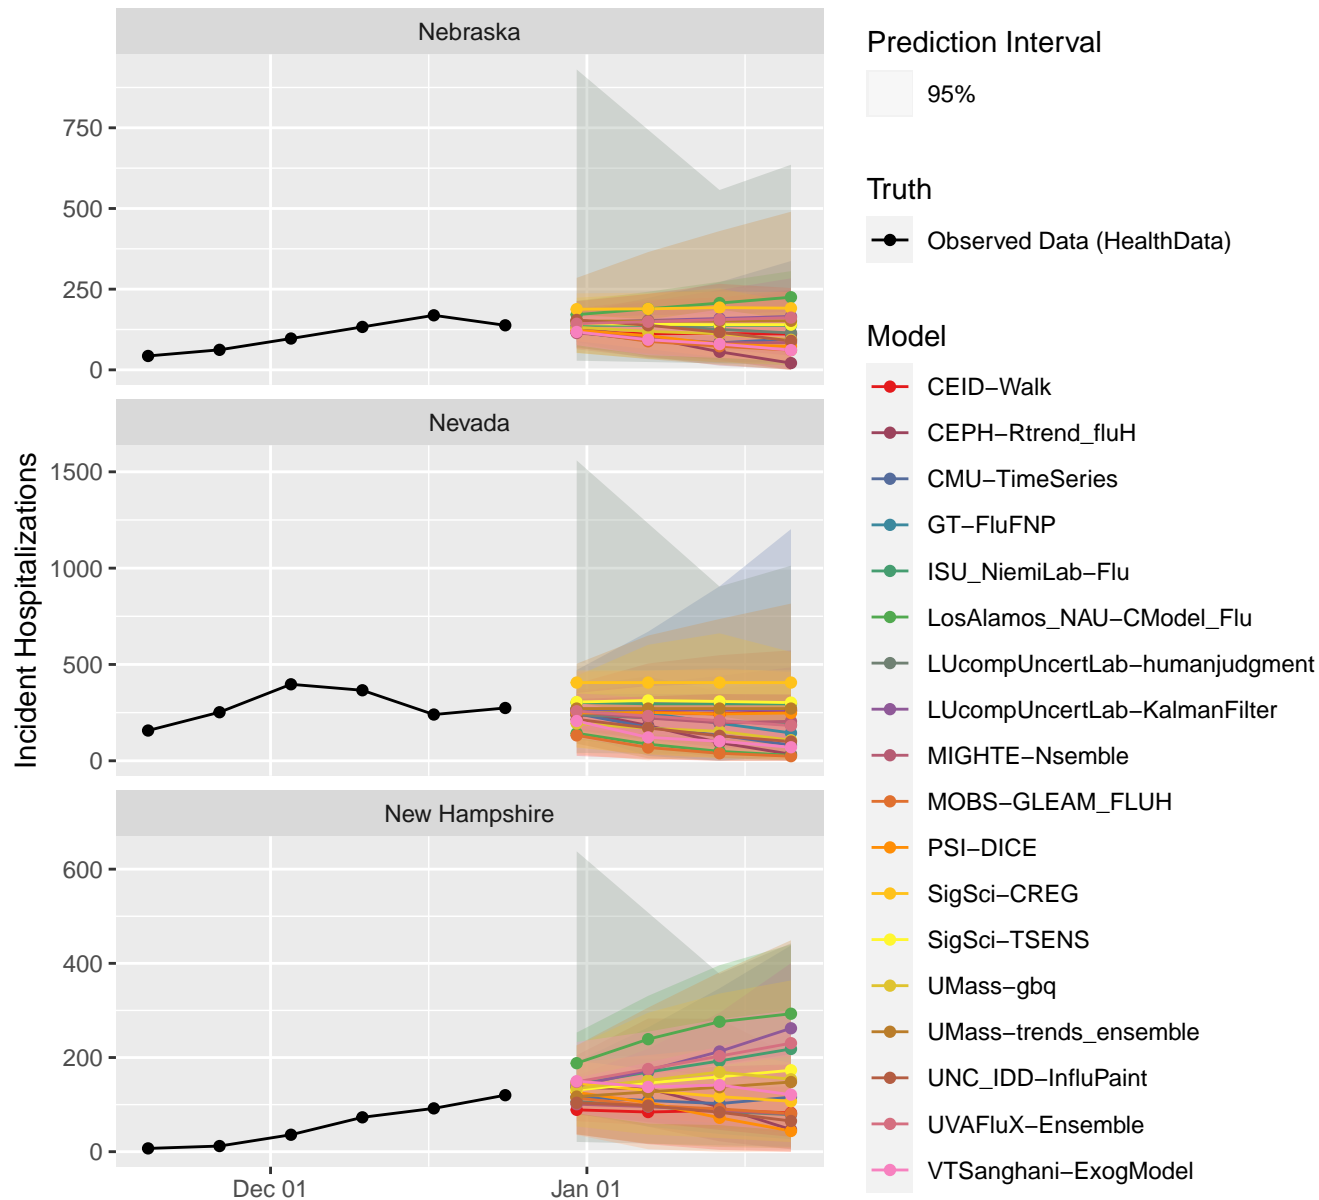 Nebraska
750
500
250
0
Nevada
1500
1000
500
0
New Hampshire
600
400
200
0
Dec 01
Jan 01
Incident Hospitalizations
Prediction Interval
95%
Truth
Observed Data (HealthData)
Model
CEID−Walk
CEPH−Rtrend_fluH
CMU−TimeSeries
GT−FluFNP
ISU_NiemiLab−Flu
LosAlamos_NAU−CModel_Flu
LUcompUncertLab−humanjudgment
LUcompUncertLab−KalmanFilter
MIGHTE−Nsemble
MOBS−GLEAM_FLUH
PSI−DICE
SigSci−CREG
SigSci−TSENS
UMass−gbq
UMass−trends_ensemble
UNC_IDD−InfluPaint
UVAFluX−Ensemble
VTSanghani−ExogModel